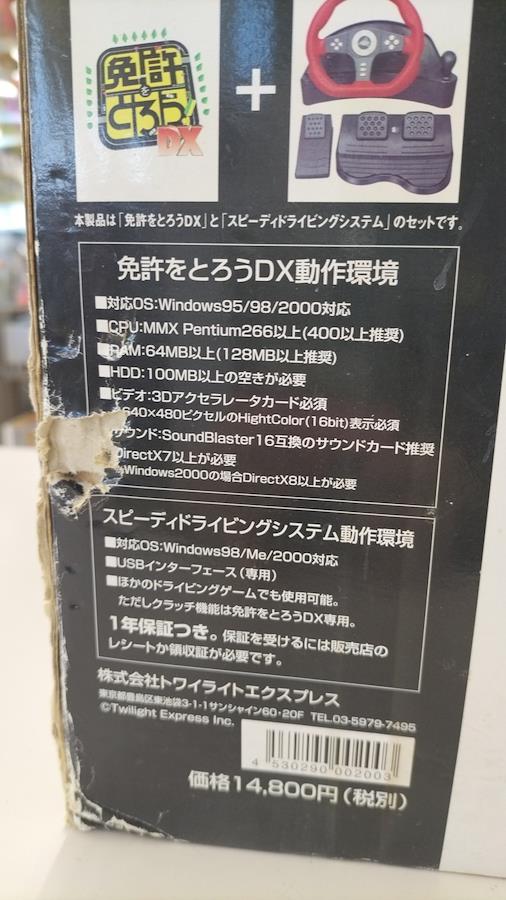 免許を
とろう!
DX
+
本製品は「免許をとろうDX」と「スピーディドライビングシステム」のセットです。
免許をとろうDX動作環境
■対応OS:Windows95/98/2000対応
■CPU:MMX Pentium266以上(400以上推奨)
■RAM:64MB以上(128MB以上推奨)
■HDD:100MB以上の空きが必要
■ビデオ:3Dアクセラレータカード必須
640×480ピクセルのHightColor(16bit)表示必須
サウンド:SoundBlaster16互換のサウンドカード推奨
DirectX7以上が必要
※Windows2000の場合DirectX8以上が必要
スピーディドライビングシステム動作環境
■対応OS:Windows98/Me/2000対応
■USBインターフェース(専用)
■ほかのドライビングゲームでも使用可能。
ただしクラッチ機能は免許をとろうDX専用。
1年保証つき。保証を受けるには販売店の
レシートか領収証が必要です。
株式会社トワイライトエクスプレス
東京都豊島区東池袋3-1-1サンシャイン60・20F TEL.03-5979-7495
©Twilight Express Inc.
4 530290 002003
価格14,800円(税別)